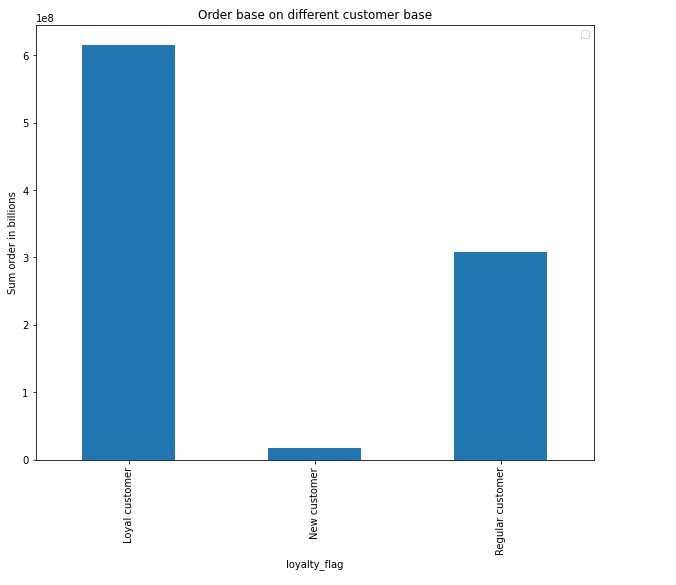 Order base on different customer base
1e8
6
5
4
3
2
1
0
Sum order in billions
Loyal customer
New customer
Regular customer
loyalty_flag